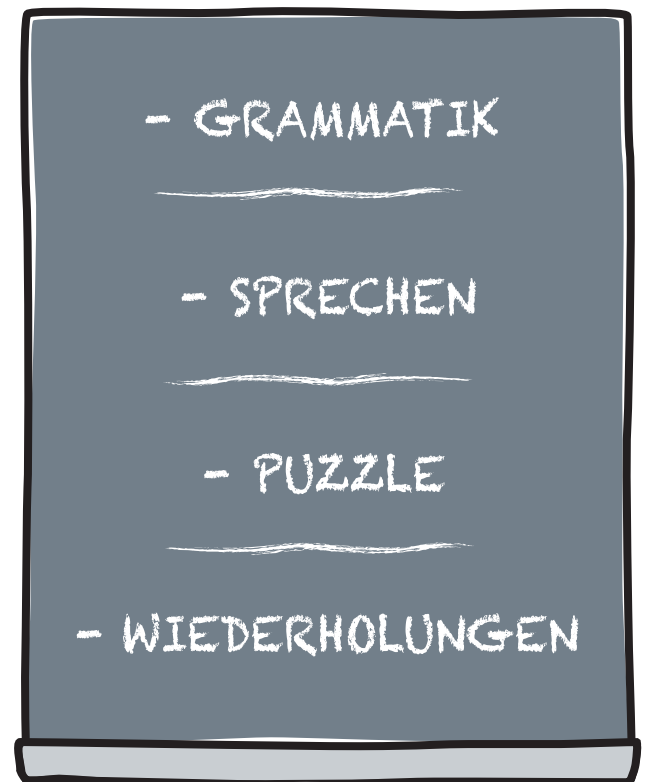 - GRAMMATIK
- SPRECHEN
- PUZZLE
- WIEDERHOLUNGEN